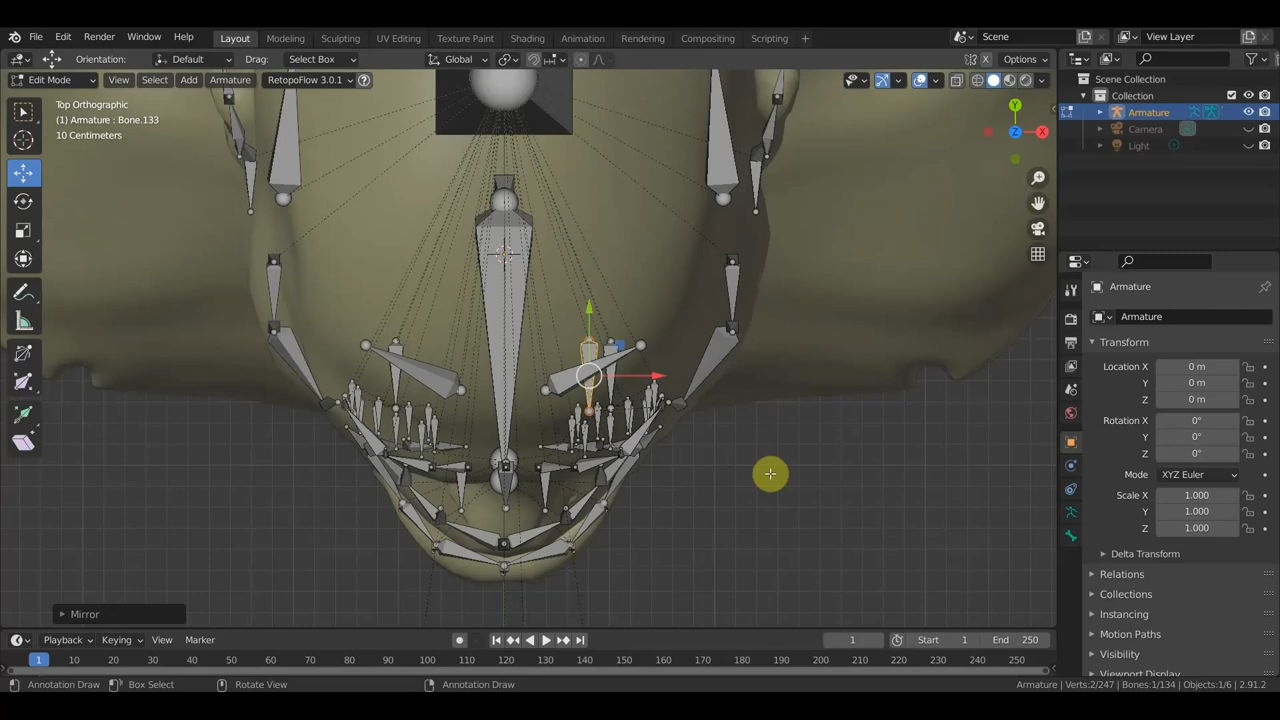 File Edit Render Window Help Layout Modeling Sculpting UV Editing Texture Paint Shading Animation Rendering Compositing Scripting + Scene View Layer
Orientation: Default Drag: Select Box Global Options
Edit Mode View Select Add Armature RetopoFlow 3.0.1 ?
Scene Collection
Collection
Armature
Camera
Light
Top Orthographic
(1) Armature : Bone.133
10 Centimeters
Y
Z
X
Armature
Armature
Transform
Location X 0 m
Y 0 m
Z 0 m
Rotation X 0°
Y 0°
Z 0°
Mode XYZ Euler
Scale X 1.000
Y 1.000
Z 1.000
Delta Transform
Relations
Collections
Instancing
Motion Paths
Visibility
Viewport Display
Mirror
Playback Keying View Marker 1 Start 1 End 250
1 10 20 30 40 50 60 70 80 90 100 110 120 130 140 150 160 170 180 190 200 210 220 230 240 250
Annotation Draw Box Select Rotate View Annotation Draw Armature | Verts:2/247 | Bones:1/134 | Objects:1/6 | 2.91.2